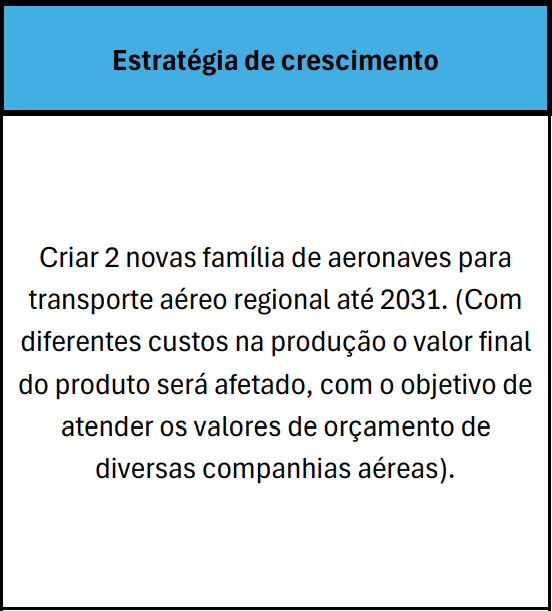 Estratégia de crescimento
Criar 2 novas família de aeronaves para
transporte aéreo regional até 2031. (Com
diferentes custos na produção o valor final
do produto será afetado, com o objetivo de
atender os valores de orçamento de
diversas companhias aéreas).